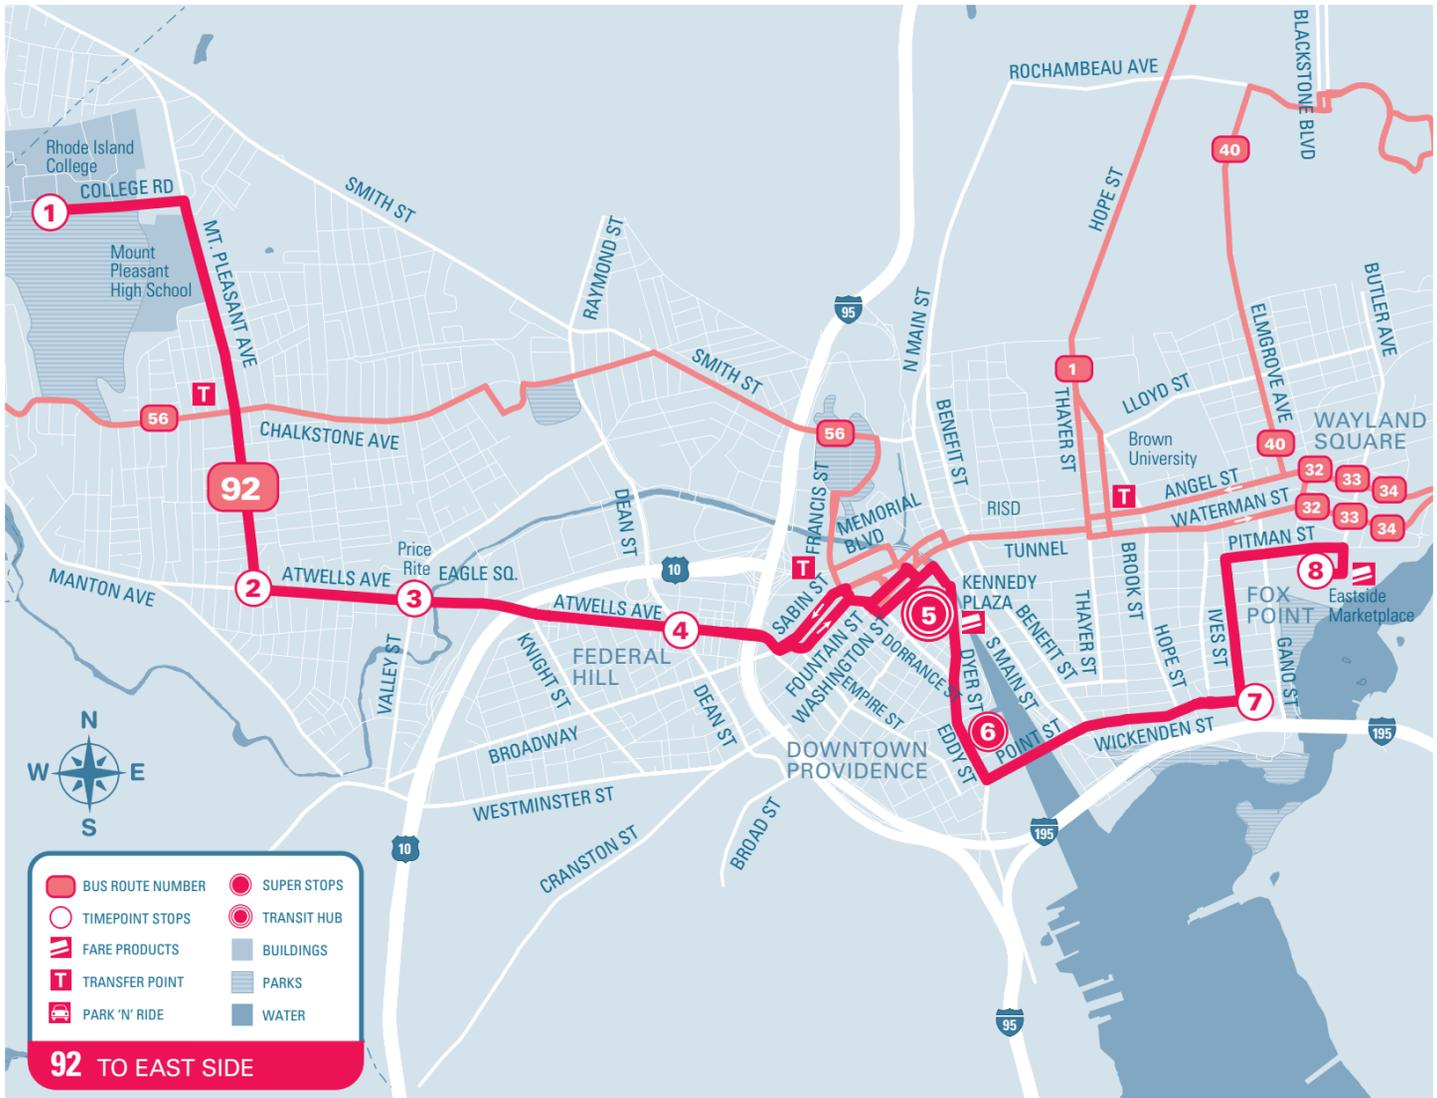 BLACKSTONE BLVD
ROCHAMBEAU AVE
40
Rhode Island
College
COLLEGE RD
1
SMITH ST
HOPE ST
MT. PLEASANT AVE
Mount
Pleasant
High School
RAYMOND ST
95
N MAIN ST
BUTLER AVE
ELMGROVE AVE
SMITH ST
1
LLOYD ST
T
56
CHALKSTONE AVE
56
BENEFIT ST
THAYER ST
WAYLAND
SQUARE
40
Brown
University
92
FRANCIS ST
DEAN ST
MEMORIAL
BLVD
RISD
T
ANGEL ST
WATERMAN ST
32
33
34
32
33
34
PITMAN ST
TUNNEL
Price
Rite
EAGLE SQ.
MANTON AVE
2
ATWELLS AVE
3
10
T
SABIN ST
KENNEDY
PLAZA
BROOK ST
8
Eastside
Marketplace
FOX
POINT
ATWELLS AVE
4
5
FOUNTAIN ST
WASHINGTON ST
DORRANCE ST
EMPIRE ST
DYER ST
S MAIN ST
BENEFIT ST
THAYER ST
HOPE ST
IVES ST
GANO ST
VALLEY ST
KNIGHT ST
FEDERAL
HILL
DEAN ST
7
6
EDDY ST
POINT ST
WICKENDEN ST
195
BROADWAY
DOWNTOWN
PROVIDENCE
WESTMINSTER ST
BROAD ST
CRANSTON ST
195
10
95
N
W
E
S
BUS ROUTE NUMBER
TIMEPOINT STOPS
FARE PRODUCTS
T
TRANSFER POINT
PARK 'N' RIDE
SUPER STOPS
TRANSIT HUB
BUILDINGS
PARKS
WATER
92 TO EAST SIDE